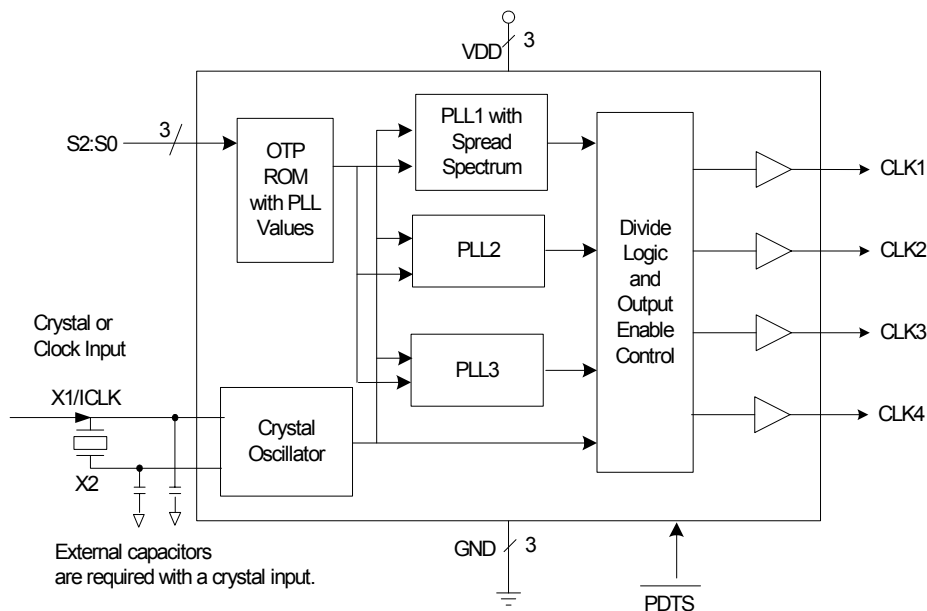 VDD
3
S2:S0
3
OTP
ROM
with PLL
Values
PLL1 with
Spread
Spectrum
PLL2
PLL3
Divide
Logic
and
Output
Enable
Control
CLK1
CLK2
CLK3
CLK4
Crystal or
Clock Input
X1/ICLK
X2
Crystal
Oscillator
External capacitors
are required with a crystal input.
GND
3
PDTS